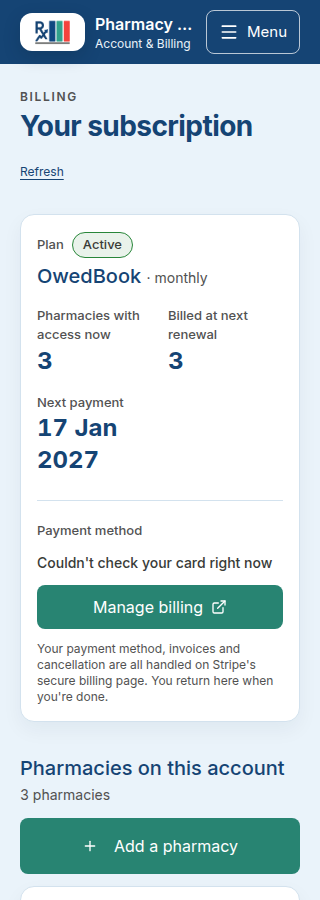 Rx
Pharmacy ...
Account & Billing
Menu
BILLING
Your subscription
Refresh
Plan Active
OwedBook · monthly
Pharmacies with access now
3
Billed at next renewal
3
Next payment
17 Jan
2027
Payment method
Couldn't check your card right now
Manage billing
Your payment method, invoices and
cancellation are all handled on Stripe's
secure billing page. You return here when
you're done.
Pharmacies on this account
3 pharmacies
+ Add a pharmacy